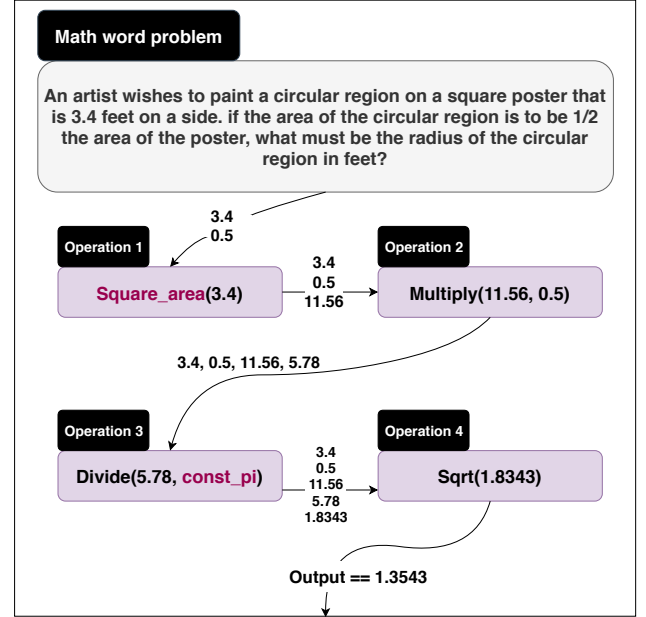 Math word problem
An artist wishes to paint a circular region on a square poster that
is 3.4 feet on a side. if the area of the circular region is to be 1/2
the area of the poster, what must be the radius of the circular
region in feet?
3.4
0.5
Operation 1
Square_area(3.4)
3.4
0.5
11.56
Operation 2
Multiply(11.56, 0.5)
3.4, 0.5, 11.56, 5.78
Operation 3
Divide(5.78, const_pi)
3.4
0.5
11.56
5.78
1.8343
Operation 4
Sqrt(1.8343)
Output == 1.3543